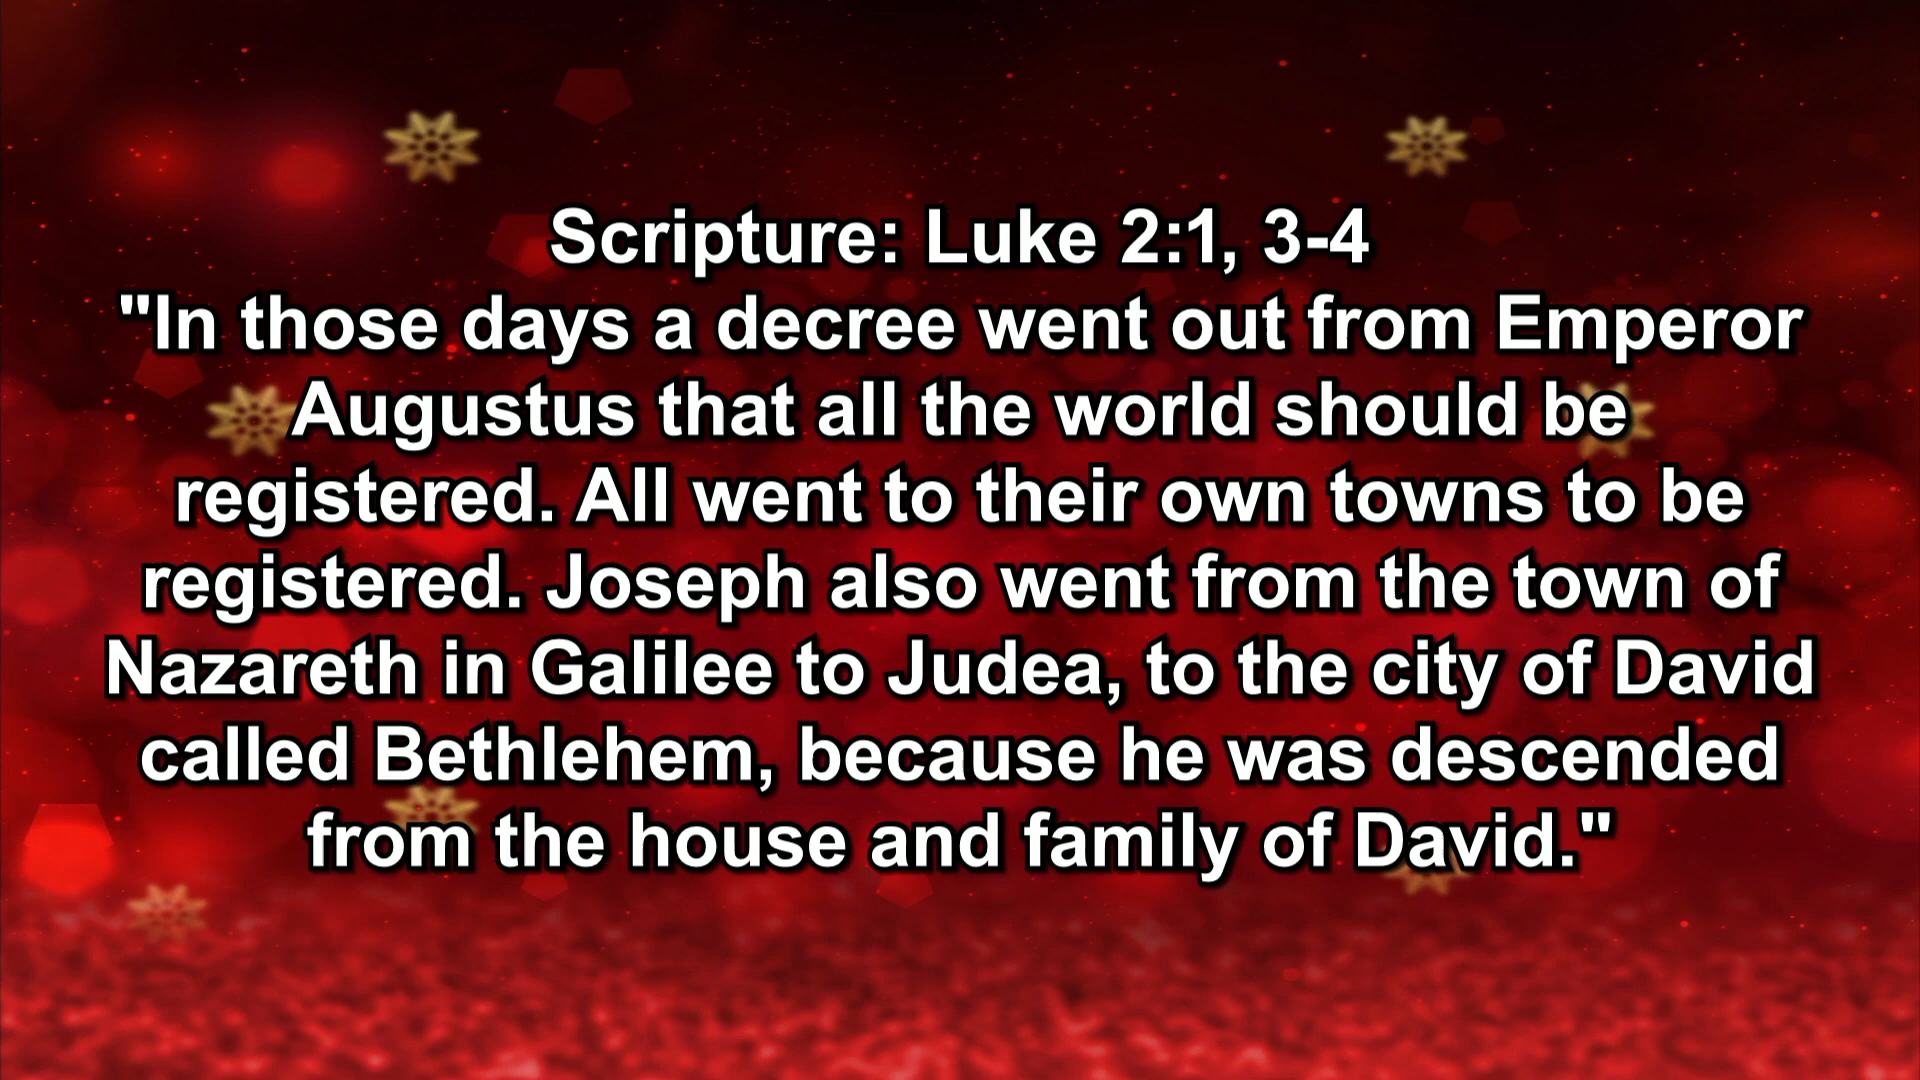 Scripture: Luke 2:1, 3-4
"In those days a decree went out from Emperor
Augustus that all the world should be
registered. All went to their own towns to be
registered. Joseph also went from the town of
Nazareth in Galilee to Judea, to the city of David
called Bethlehem, because he was descended
from the house and family of David."